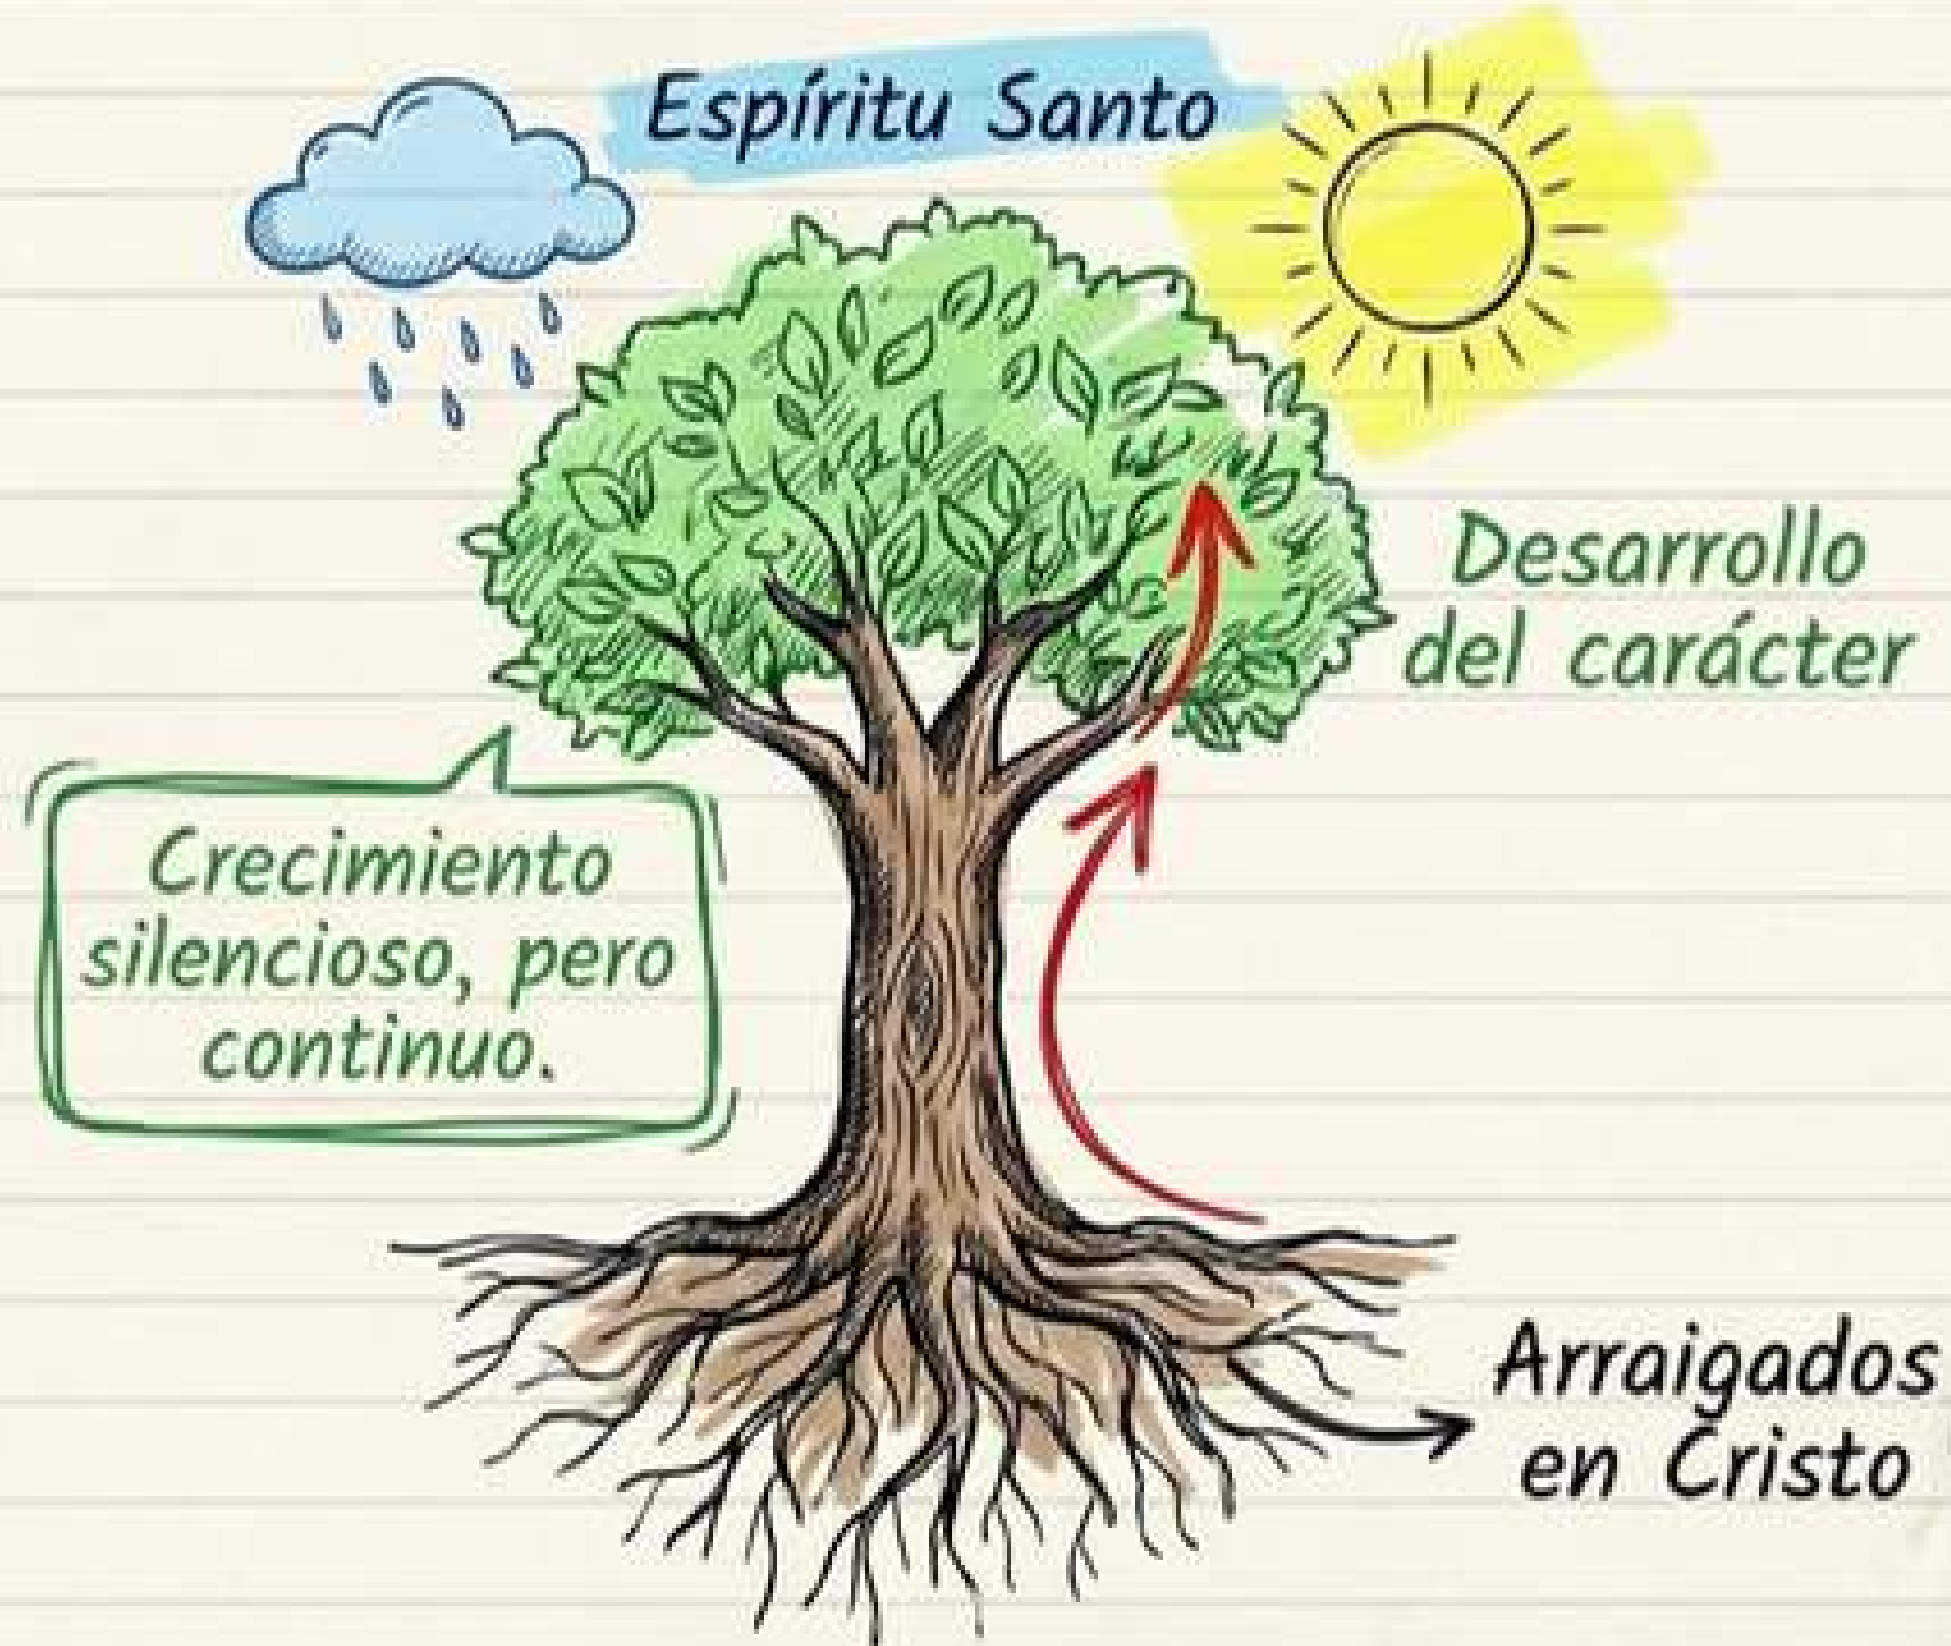 Espíritu Santo
Desarrollo
del carácter
Crecimiento
silencioso, pero
continuo.
Arraigados
en Cristo